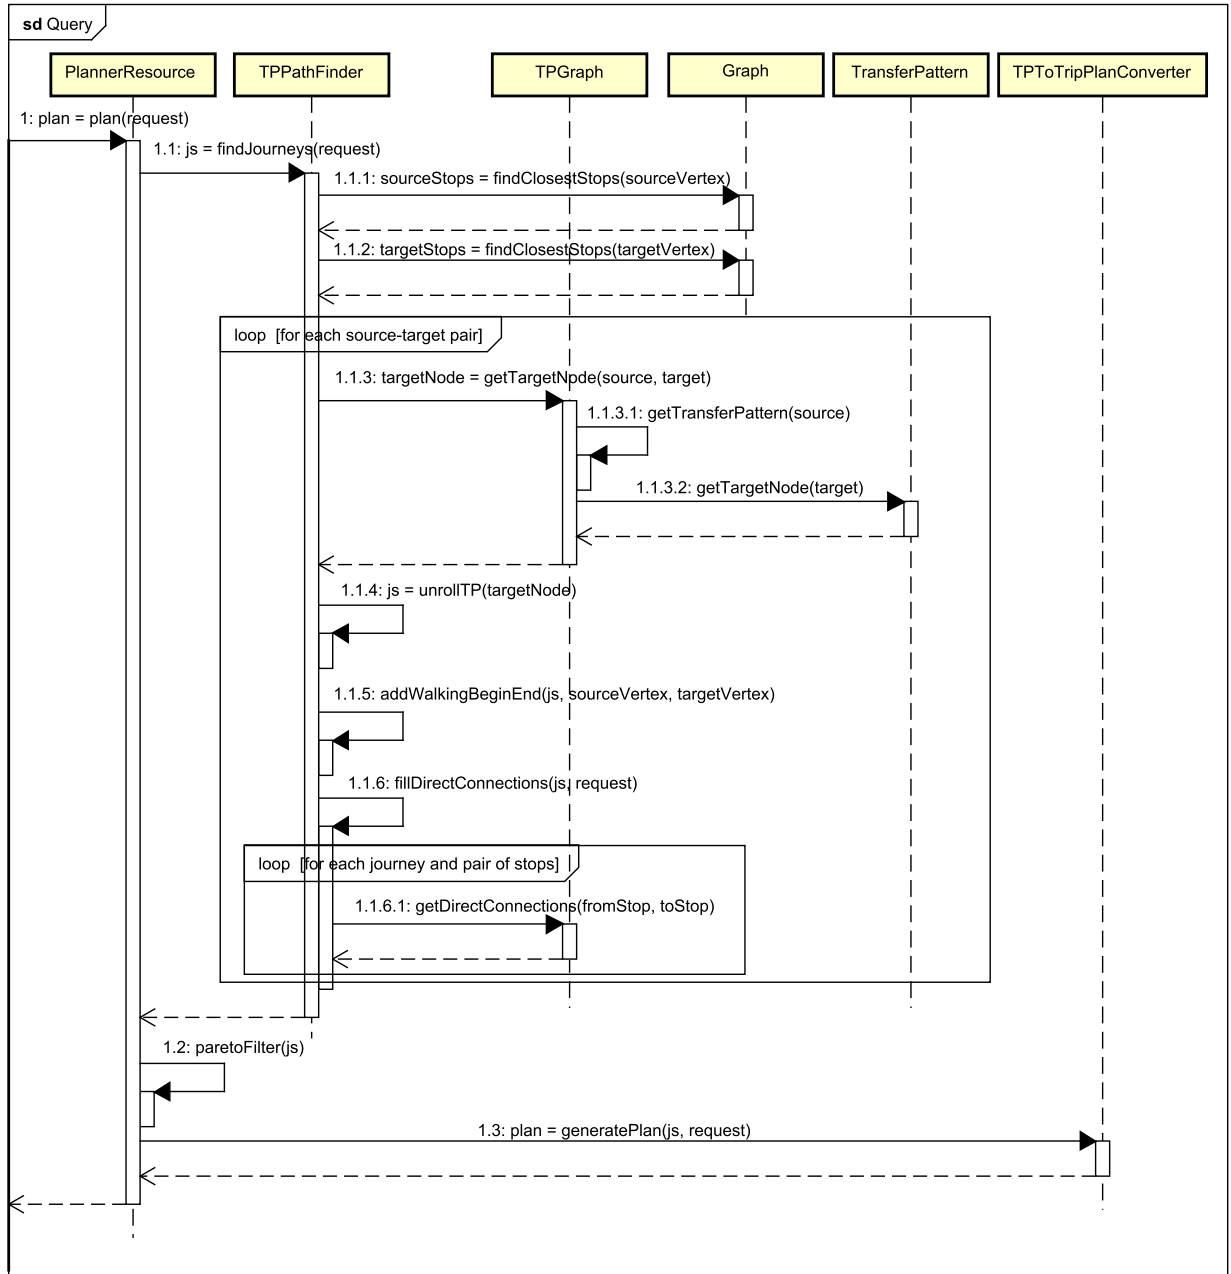 sd Query
PlannerResource
TPPathFinder
TPGraph
Graph
TransferPattern
TPToTripPlanConverter
1: plan = plan(request)
1.1: js = findJourneys(request)
1.1.1: sourceStops = findClosestStops(sourceVertex)
1.1.2: targetStops = findClosestStops(targetVertex)
loop [for each source-target pair]
1.1.3: targetNode = getTargetNode(source, target)
1.1.3.1: getTransferPattern(source)
1.1.3.2: getTargetNode(target)
1.1.4: js = unrollTP(targetNode)
1.1.5: addWalkingBeginEnd(js, sourceVertex, targetVertex)
1.1.6: fillDirectConnections(js, request)
loop [for each journey and pair of stops]
1.1.6.1: getDirectConnections(fromStop, toStop)
1.2: paretoFilter(js)
1.3: plan = generatePlan(js, request)